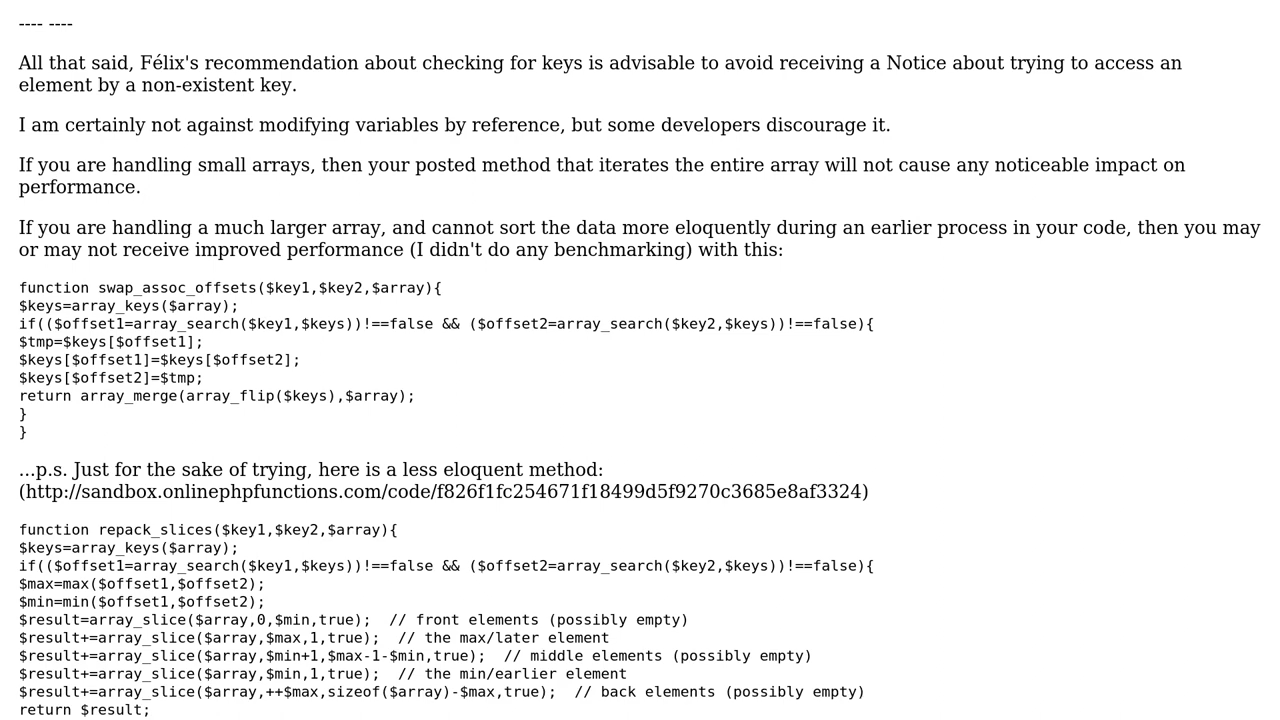 ---- ----
All that said, Félix's recommendation about checking for keys is advisable to avoid receiving a Notice about trying to access an
element by a non-existent key.
I am certainly not against modifying variables by reference, but some developers discourage it.
If you are handling small arrays, then your posted method that iterates the entire array will not cause any noticeable impact on
performance.
If you are handling a much larger array, and cannot sort the data more eloquently during an earlier process in your code, then you may
or may not receive improved performance (I didn't do any benchmarking) with this:
function swap_assoc_offsets($key1,$key2,$array){
$keys=array_keys($array);
if(($offset1=array_search($key1,$keys))!==false && ($offset2=array_search($key2,$keys))!==false){
$tmp=$keys[$offset1];
$keys[$offset1]=$keys[$offset2];
$keys[$offset2]=$tmp;
return array_merge(array_flip($keys),$array);
}
}
...p.s. Just for the sake of trying, here is a less eloquent method:
(http://sandbox.onlinephpfunctions.com/code/f826f1fc254671f18499d5f9270c3685e8af3324)
function repack_slices($key1,$key2,$array){
$keys=array_keys($array);
if(($offset1=array_search($key1,$keys))!==false && ($offset2=array_search($key2,$keys))!==false){
$max=max($offset1,$offset2);
$min=min($offset1,$offset2);
$result=array_slice($array,0,$min,true);  // front elements (possibly empty)
$result+=array_slice($array,$max,1,true);  // the max/later element
$result+=array_slice($array,$min+1,$max-1-$min,true);  // middle elements (possibly empty)
$result+=array_slice($array,$min,1,true);  // the min/earlier element
$result+=array_slice($array,++$max,sizeof($array)-$max,true);  // back elements (possibly empty)
return $result;